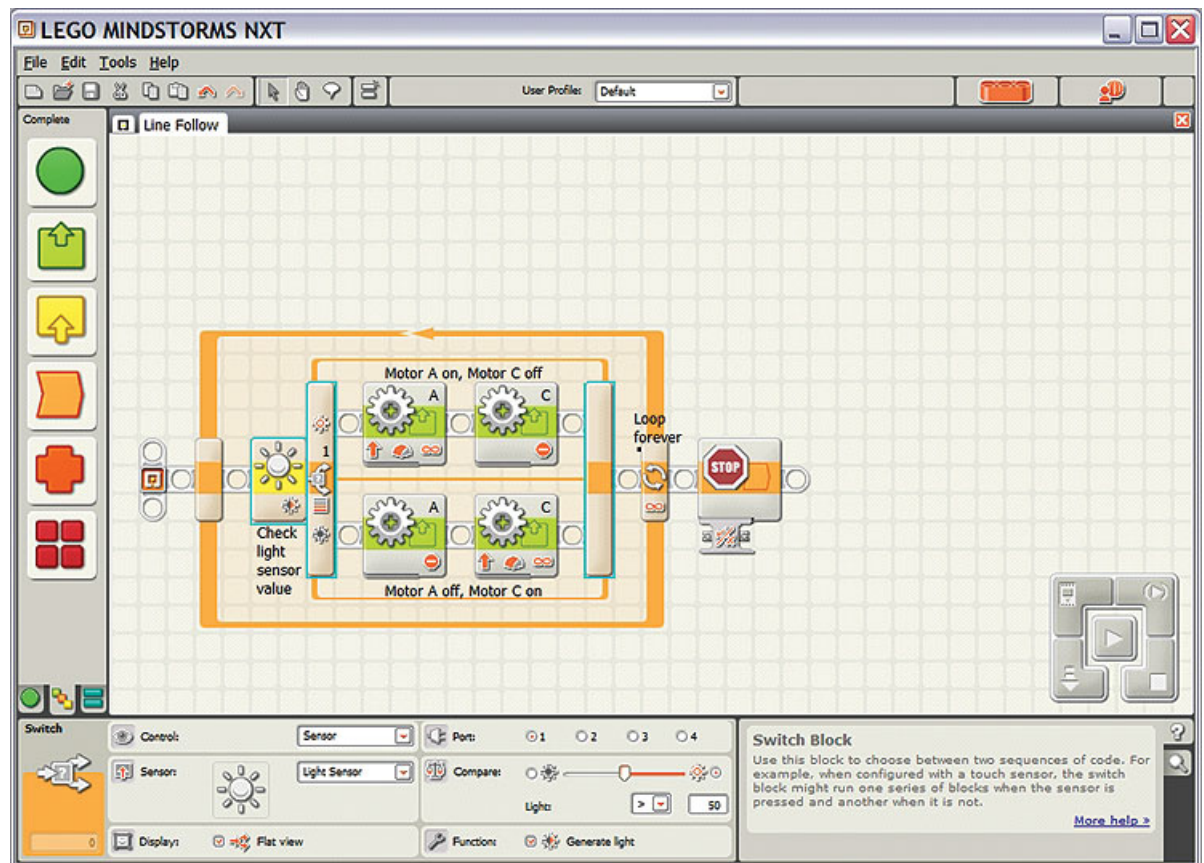 LEGO MINDSTORMS NXT
File Edit Tools Help
User Profile: Default
Complete
Line Follow
Motor A on, Motor C off
A
C
Loop
forever
1
STOP
A
C
Check
light
sensor
value
Motor A off, Motor C on
Switch
Control: Sensor
Port: 1 2 3 4
Sensor: Light Sensor
Compare:
Light: > 50
Display: Flat view
Function: Generate light
0
Switch Block
Use this block to choose between two sequences of code. For
example, when configured with a touch sensor, the switch
block might run one series of blocks when the sensor is
pressed and another when it is not.
More help »